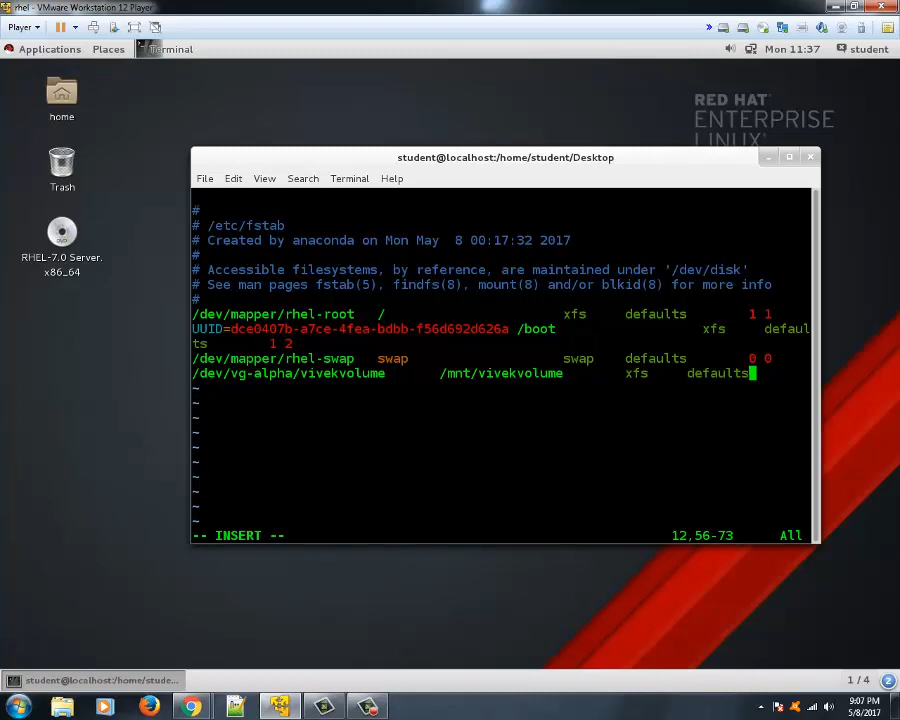 rhel - VMware Workstation 12 Player
Player
Applications Places Terminal Mon 11:37 student
home
Trash
RHEL-7.0 Server.
x86_64
RED HAT
ENTERPRISE
LINUX
student@localhost:/home/student/Desktop
File Edit View Search Terminal Help
#
# /etc/fstab
# Created by anaconda on Mon May  8 00:17:32 2017
#
# Accessible filesystems, by reference, are maintained under '/dev/disk'
# See man pages fstab(5), findfs(8), mount(8) and/or blkid(8) for more info
#
/dev/mapper/rhel-root / xfs defaults 1 1
UUID=dce0407b-a7ce-4fea-bdbb-f56d692d626a /boot xfs defaul
ts 1 2
/dev/mapper/rhel-swap swap swap defaults 0 0
/dev/vg-alpha/vivekvolume /mnt/vivekvolume xfs defaults
~
~
~
~
~
~
~
~
~
~
-- INSERT -- 12,56-73 All
student@localhost:/home/stude... 1 / 4 2
9:07 PM
5/8/2017